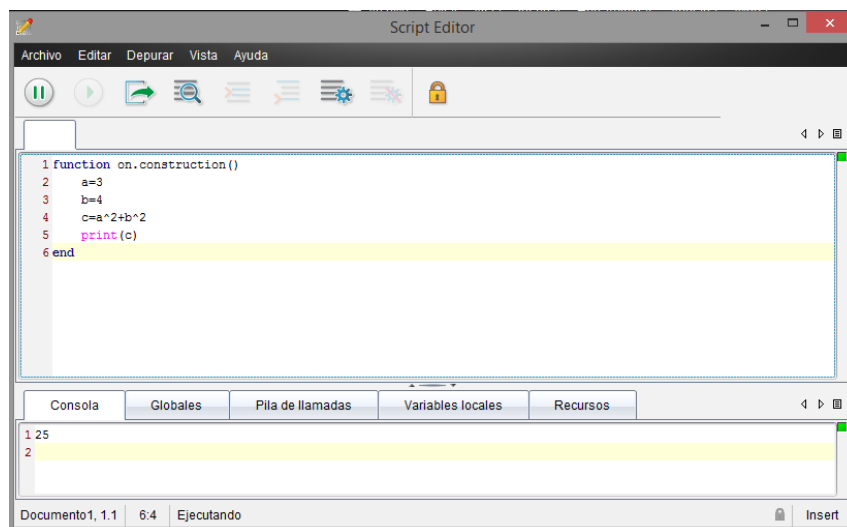 Script Editor
Archivo Editar Depurar Vista Ayuda
1 function on.construction()
2 a=3
3 b=4
4 c=a^2+b^2
5 print(c)
6 end
Consola Globales Pila de llamadas Variables locales Recursos
1 25
2
Documento1, 1.1 6:4 Ejecutando Insert